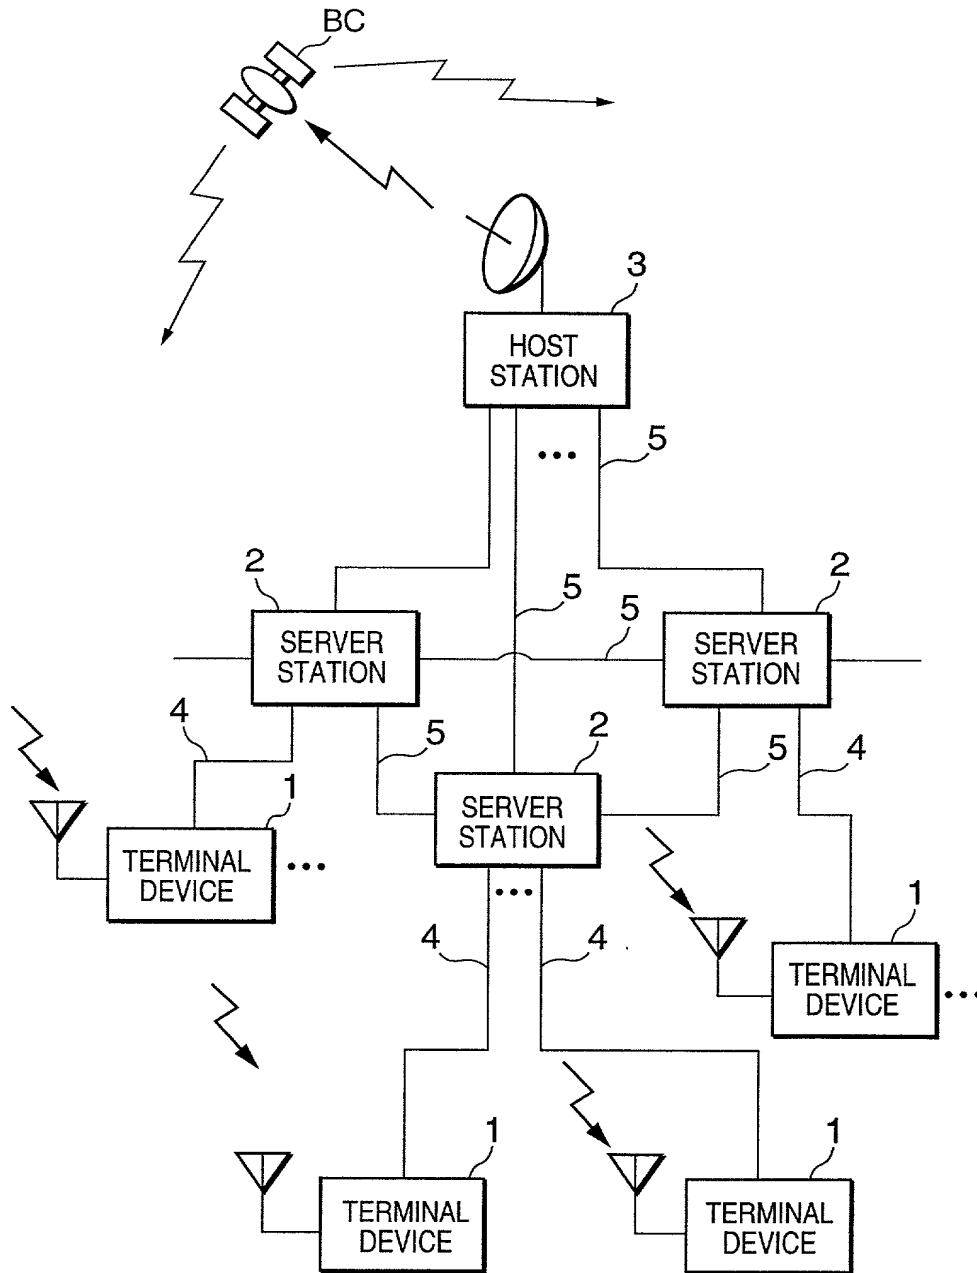 BC
3
HOST
STATION
5
2
2
5
5
SERVER
STATION
SERVER
STATION
4
5
2
5
4
1
SERVER
STATION
TERMINAL
DEVICE
4
4
1
TERMINAL
DEVICE
1
1
TERMINAL
DEVICE
TERMINAL
DEVICE